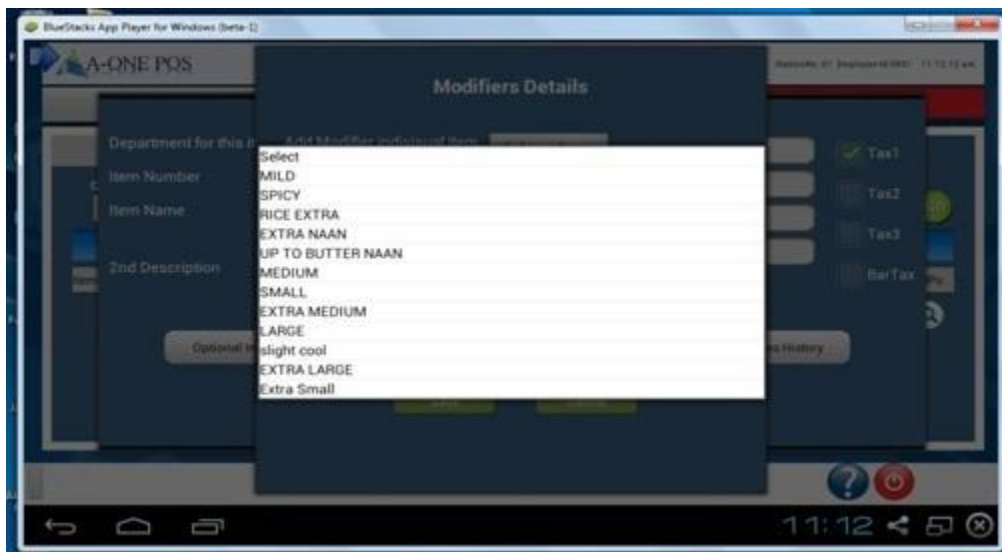 BlueStacks App Player for Windows (beta-1)
A-ONE POS
Modifiers Details
Department for this
Add Modifier individual item
Item Number
Item Name
2nd Description
Select
MILD
SPICY
RICE EXTRA
EXTRA NAAN
UP TO BUTTER NAAN
MEDIUM
SMALL
EXTRA MEDIUM
LARGE
slight cool
EXTRA LARGE
Extra Small
Tax1
Tax2
Tax3
BarTax
Optional
History
11:12